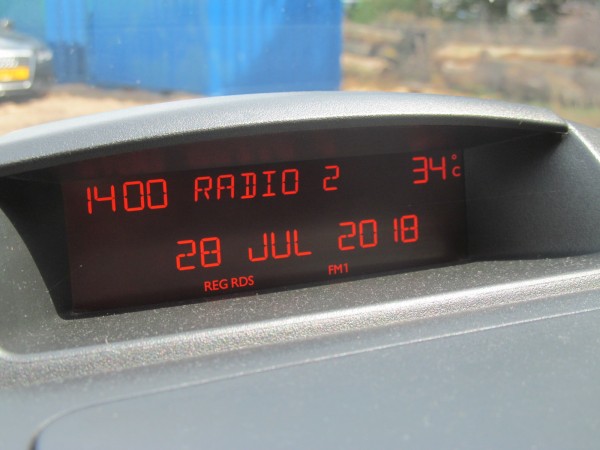 1400 RADIO 2 34°C
28 JUL 2018
REG RDS FM1